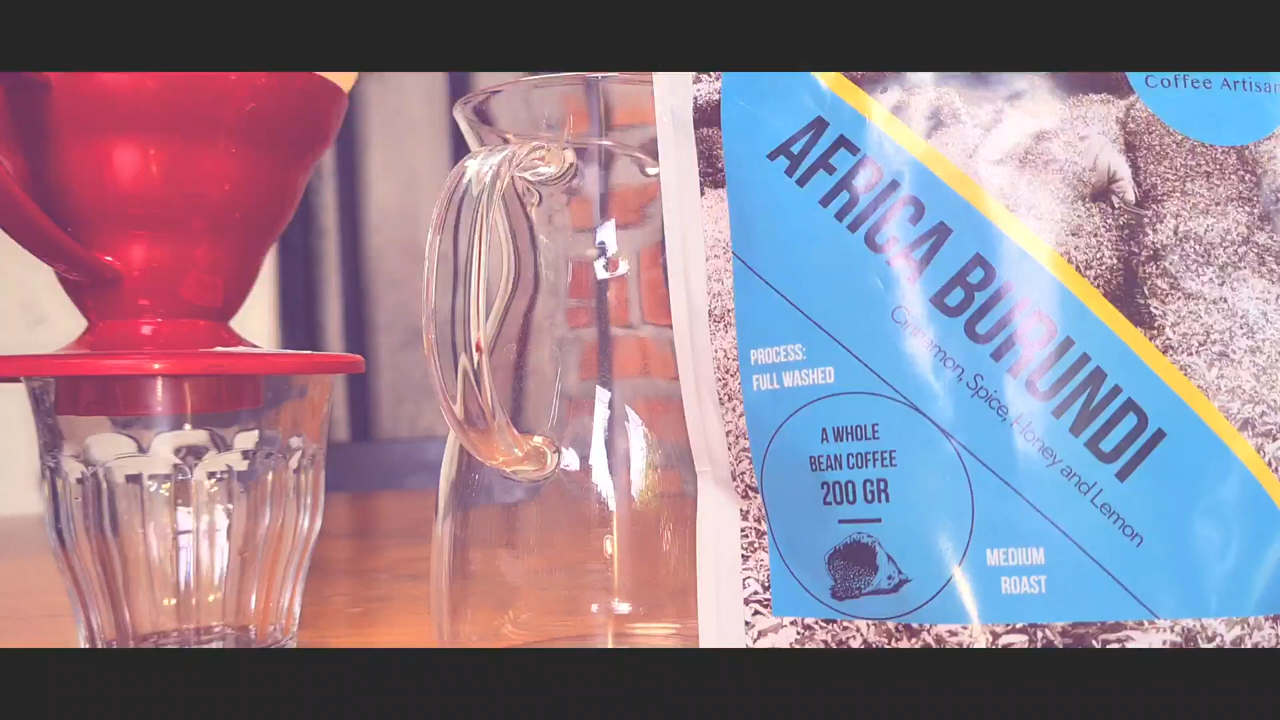 Coffee Artisan
AFRICA BURUNDI
Cinnamon, Spice, Honey and Lemon
PROCESS:
FULL WASHED
A WHOLE
BEAN COFFEE
200 GR
MEDIUM
ROAST